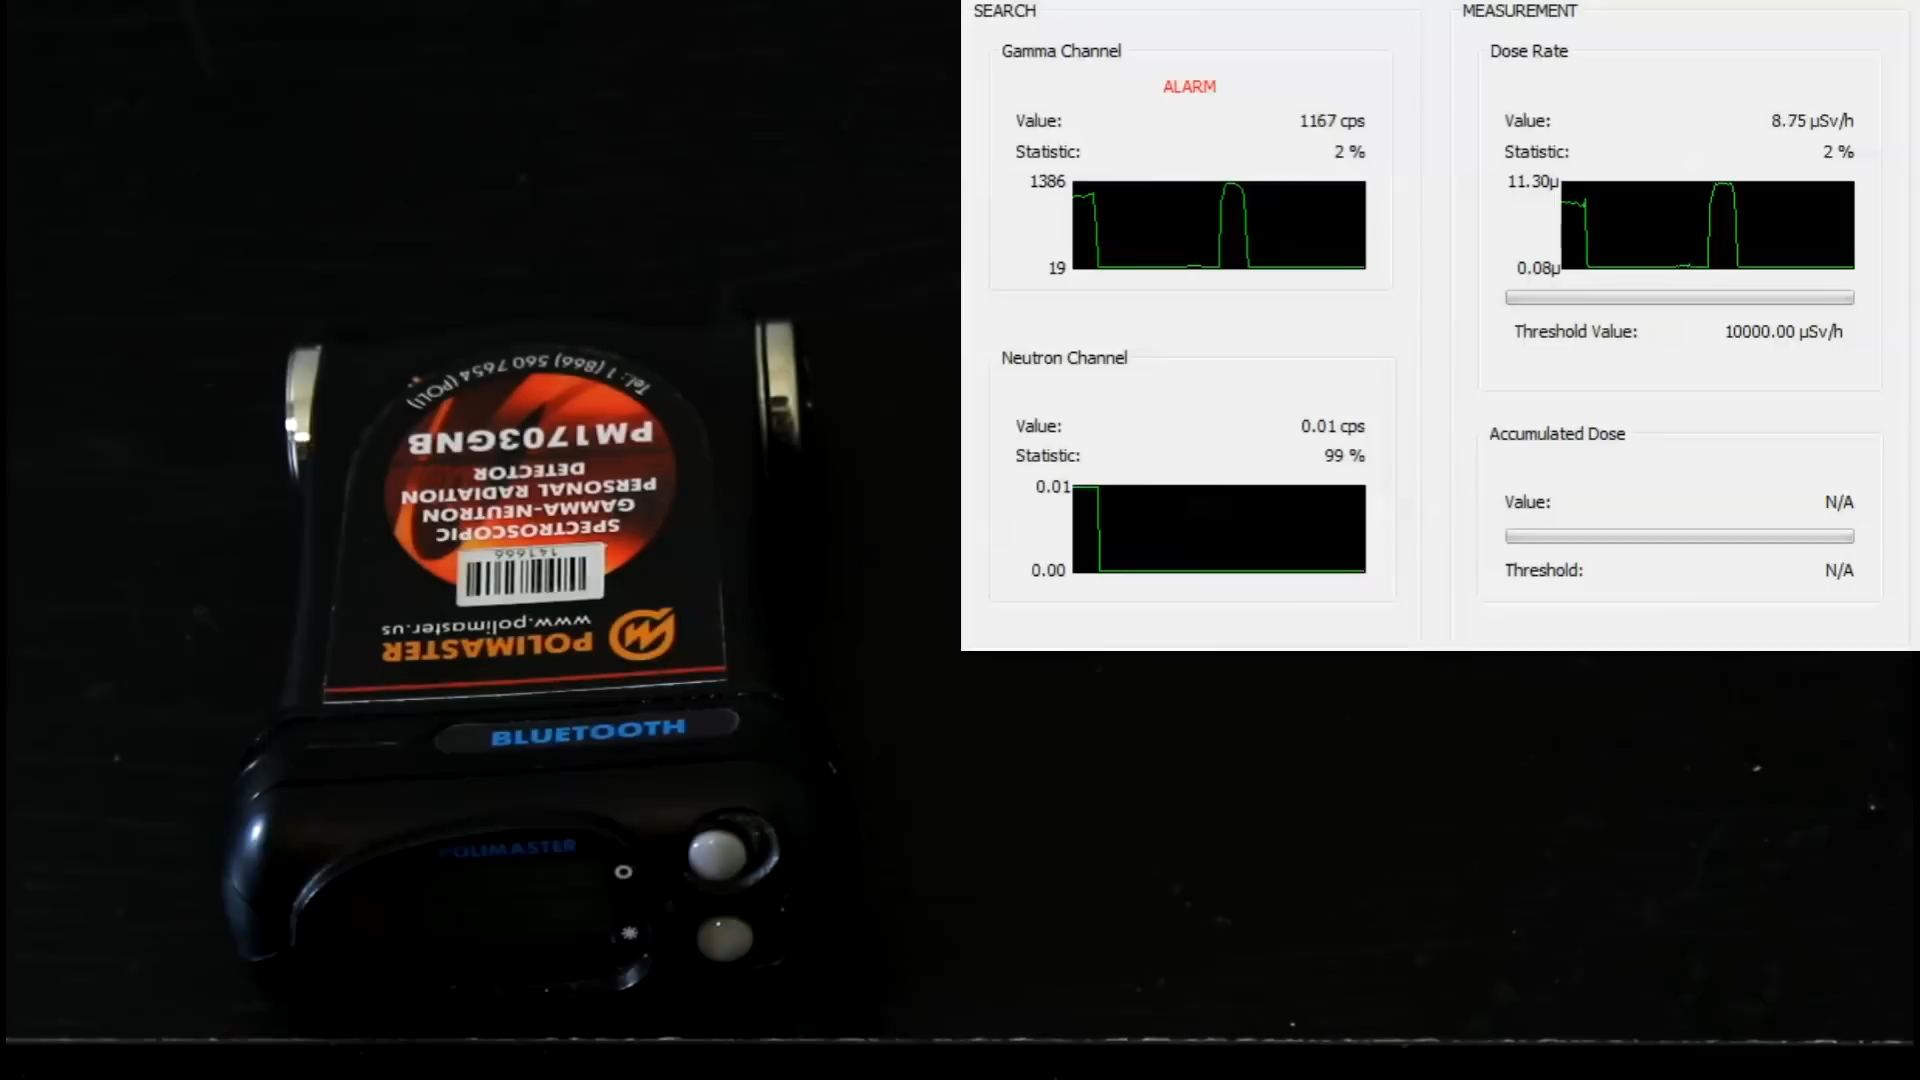 SEARCH
Gamma Channel
ALARM
Value: 1167 cps
Statistic: 2 %
1386
19
Neutron Channel
Value: 0.01 cps
Statistic: 99 %
0.01
0.00
MEASUREMENT
Dose Rate
Value: 8.75 µSv/h
Statistic: 2 %
11.30µ
0.08µ
Threshold Value: 10000.00 µSv/h
Accumulated Dose
Value: N/A
Threshold: N/A
POLIMASTER
www.polimaster.us
141666
SPECTROSCOPIC
GAMMA-NEUTRON
PERSONAL RADIATION
DETECTOR
PM1703GNB
Tel.: 1 (866) 560 7654 (POLI)
BLUETOOTH
POLIMASTER